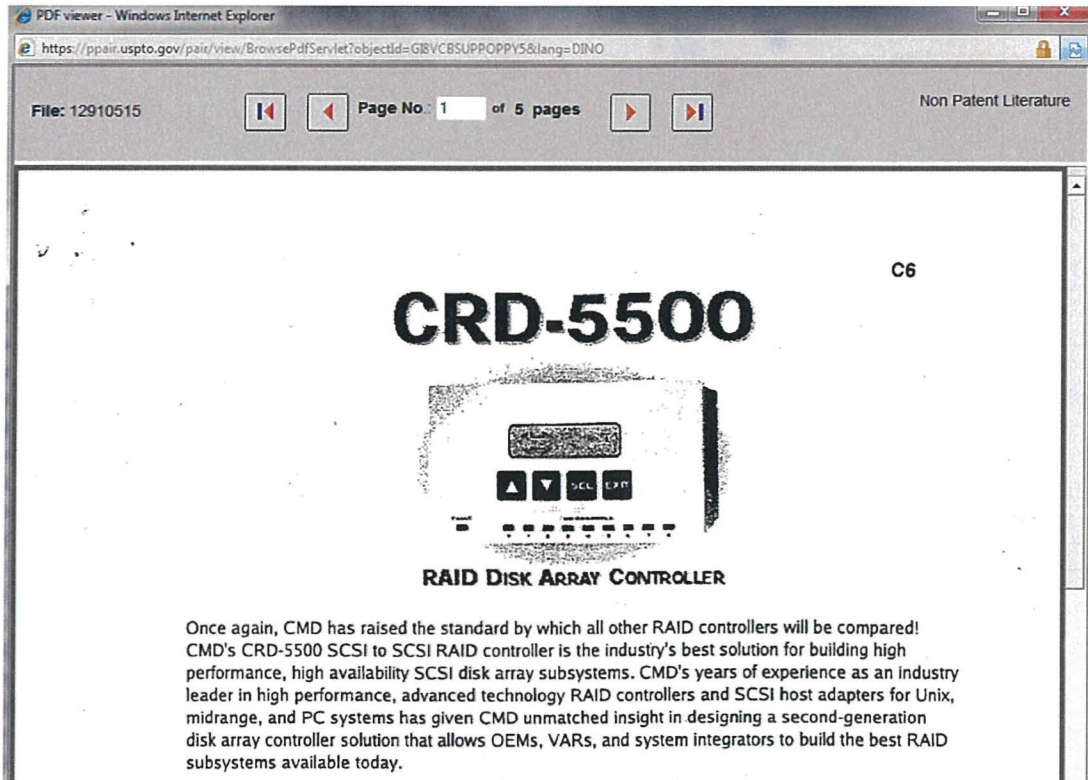 PDF viewer - Windows Internet Explorer
https://ppair.uspto.gov/pair/view/BrowsePdfServlet?objectId=GI8VCBSUPPOPPY5&lang=DINO
File: 12910515
Page No.: 1 of 5 pages
Non Patent Literature
C6
CRD-5500
SEL EXIT
RAID DISK ARRAY CONTROLLER
Once again, CMD has raised the standard by which all other RAID controllers will be compared!
CMD's CRD-5500 SCSI to SCSI RAID controller is the industry's best solution for building high
performance, high availability SCSI disk array subsystems. CMD's years of experience as an industry
leader in high performance, advanced technology RAID controllers and SCSI host adapters for Unix,
midrange, and PC systems has given CMD unmatched insight in designing a second-generation
disk array controller solution that allows OEMs, VARs, and system integrators to build the best RAID
subsystems available today.